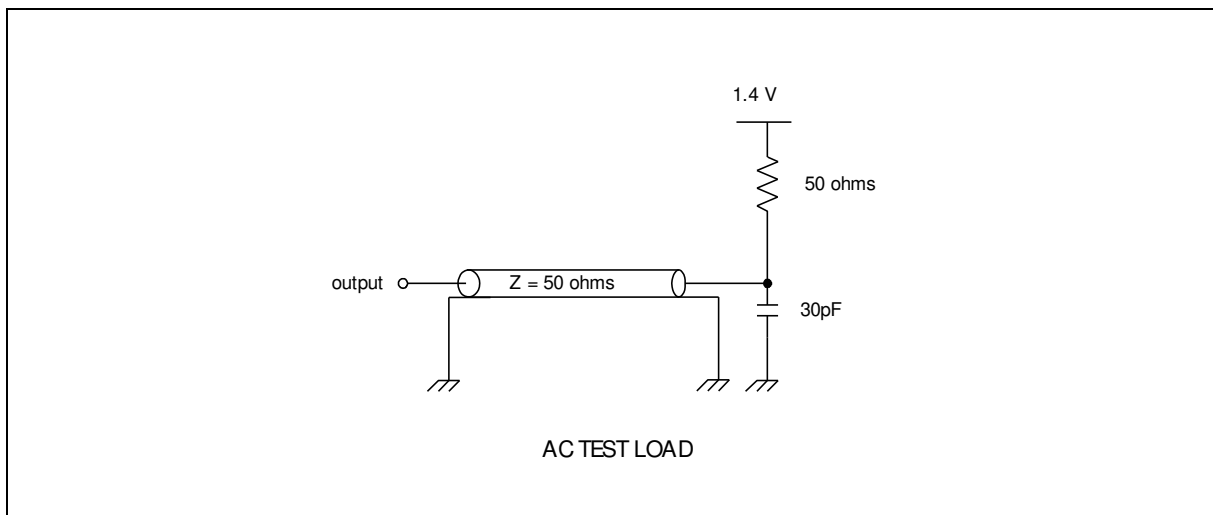 1.4 V
50 ohms
output
Z = 50 ohms
30pF
AC TEST LOAD